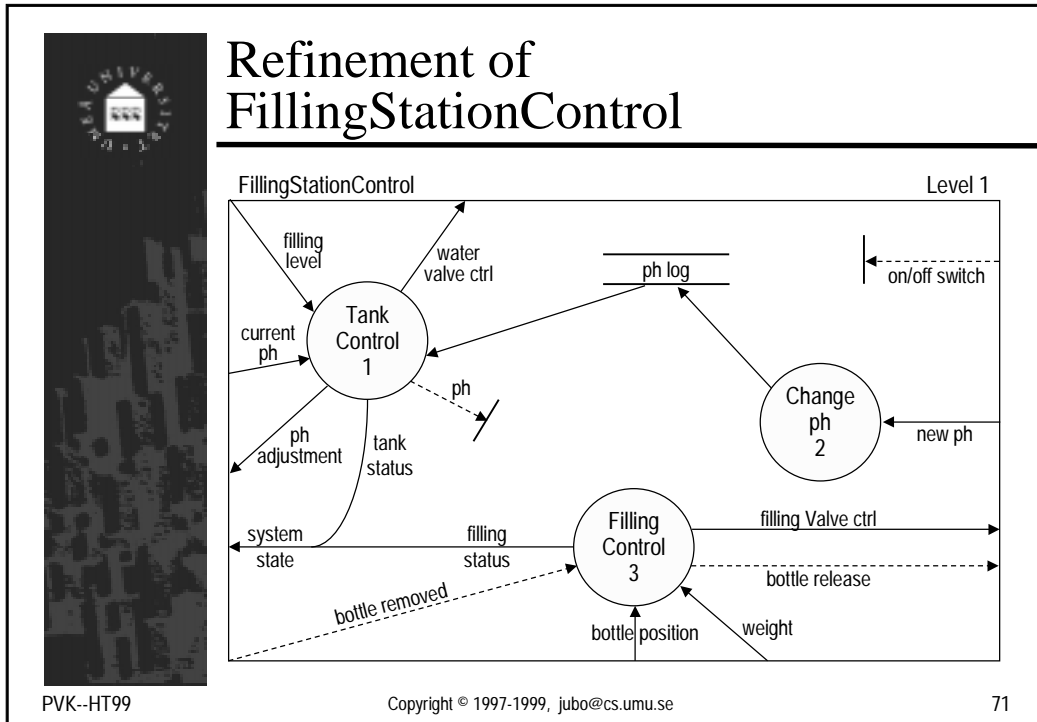 UMEÅ UNIVERSITET
Refinement of
FillingStationControl
FillingStationControl
Level 1
filling
level
water
valve ctrl
ph log
on/off switch
Tank
Control
1
current
ph
ph
Change
ph
2
new ph
ph
adjustment
tank
status
system
state
filling
status
Filling
Control
3
filling Valve ctrl
bottle release
bottle removed
bottle position
weight
PVK--HT99
Copyright © 1997-1999, jubo@cs.umu.se
71